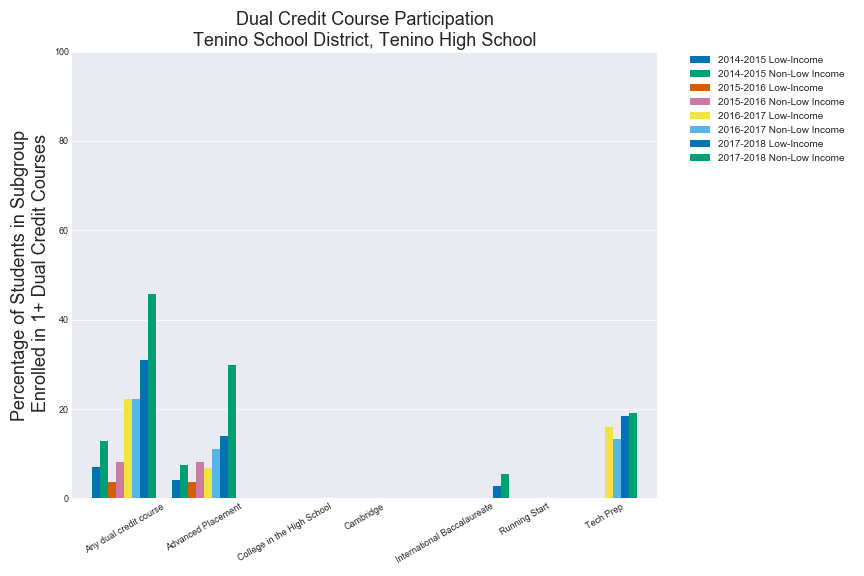 Dual Credit Course Participation
Tenino School District, Tenino High School
Percentage of Students in Subgroup
Enrolled in 1+ Dual Credit Courses
100
80
60
40
20
0
Any dual credit course
Advanced Placement
College in the High School
Cambridge
International Baccalaureate
Running Start
Tech Prep
2014-2015 Low-Income
2014-2015 Non-Low Income
2015-2016 Low-Income
2015-2016 Non-Low Income
2016-2017 Low-Income
2016-2017 Non-Low Income
2017-2018 Low-Income
2017-2018 Non-Low Income